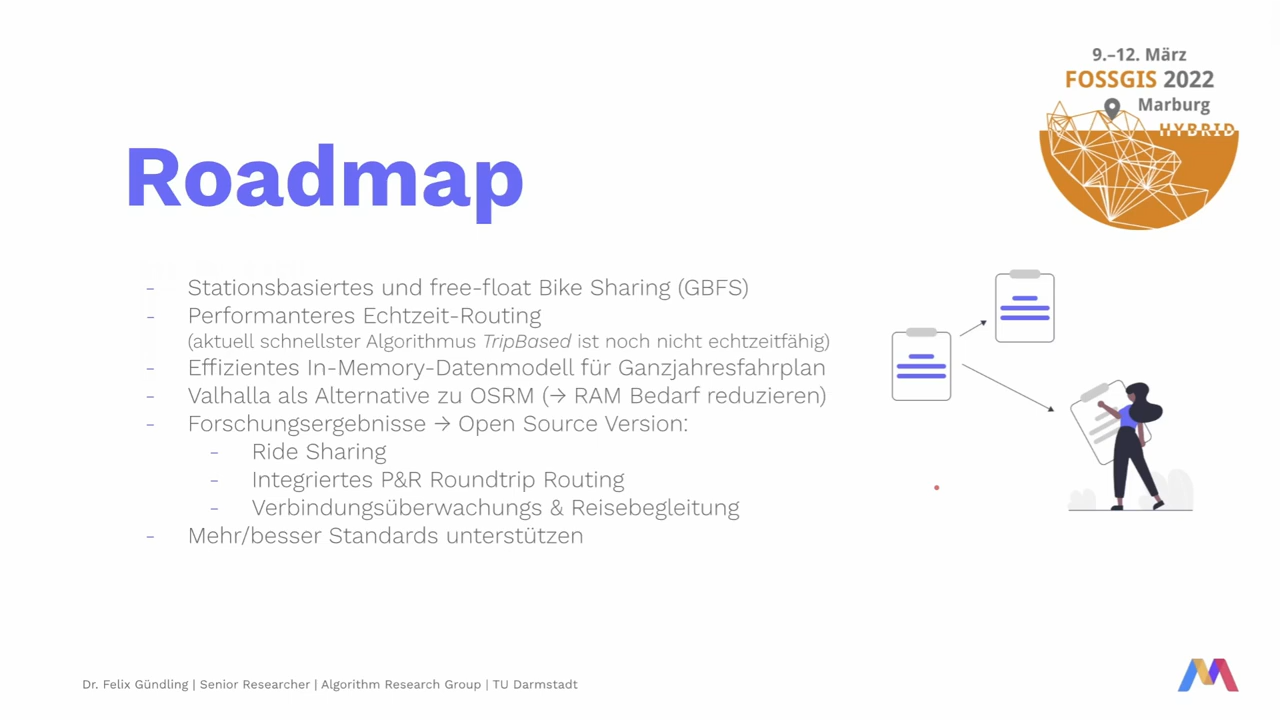 9.–12. März
FOSSGIS 2022
Marburg
HYBRID
Roadmap
- Stationsbasiertes und free-float Bike Sharing (GBFS)
- Performanteres Echtzeit-Routing
(aktuell schnellster Algorithmus TripBased ist noch nicht echtzeitfähig)
- Effizientes In-Memory-Datenmodell für Ganzjahresfahrplan
- Valhalla als Alternative zu OSRM (→ RAM Bedarf reduzieren)
- Forschungsergebnisse → Open Source Version:
- Ride Sharing
- Integriertes P&R Roundtrip Routing
- Verbindungsüberwachungs & Reisebegleitung
- Mehr/besser Standards unterstützen
Dr. Felix Gündling | Senior Researcher | Algorithm Research Group | TU Darmstadt